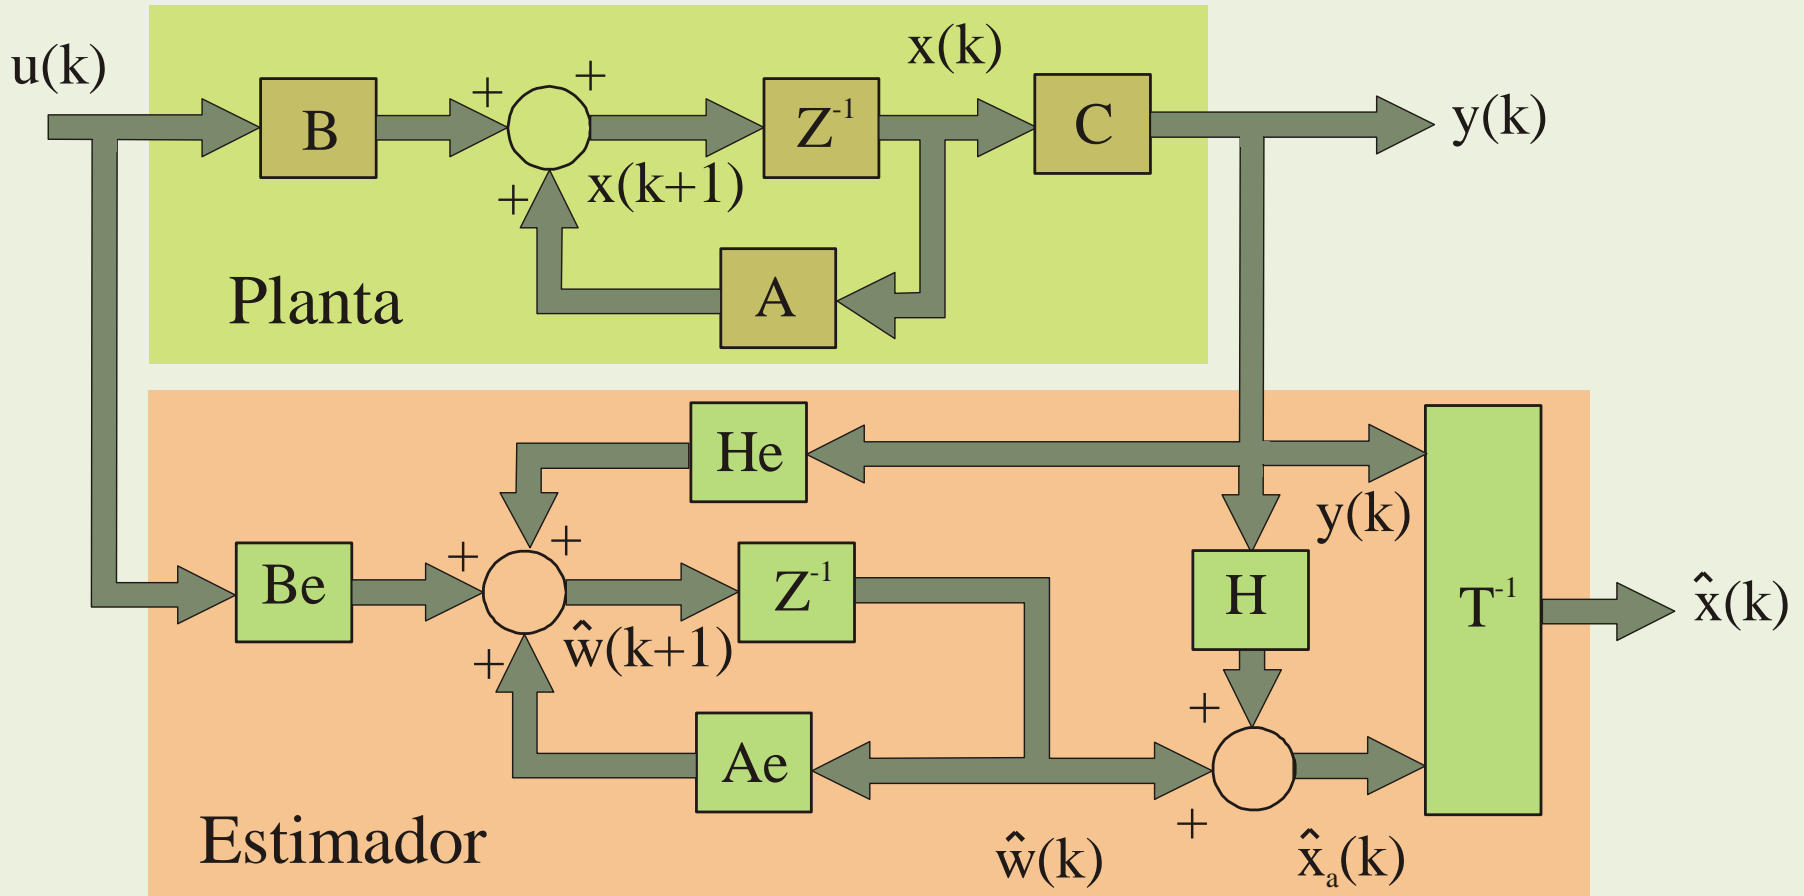 u(k)
B
+
+
+
x(k+1)
Z⁻¹
x(k)
C
y(k)
A
Planta
He
y(k)
Be
+
+
+
ŵ(k+1)
Z⁻¹
H
T⁻¹
x̂(k)
Ae
+
+
ŵ(k)
x̂ₐ(k)
Estimador